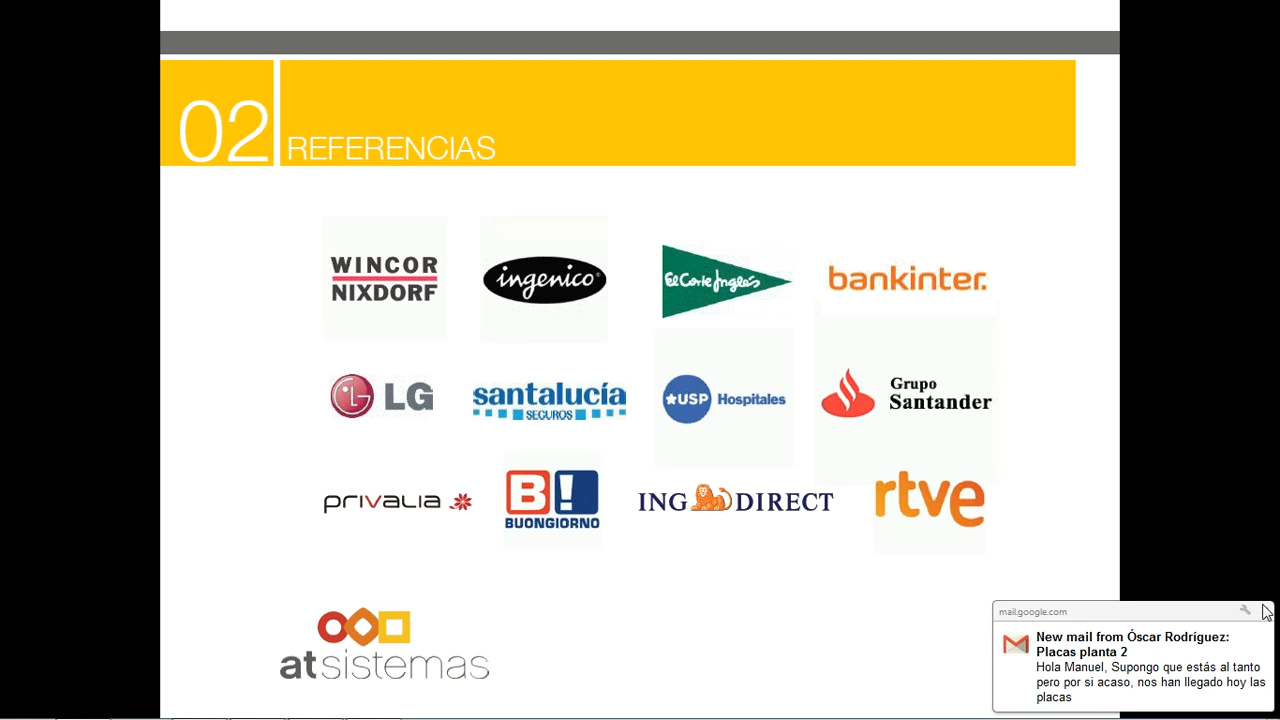 02
REFERENCIAS
WINCOR
NIXDORF
ingenico
El Corte Inglés
bankinter.
LG
santalucía
SEGUROS
USP Hospitales
Grupo
Santander
PRIVALIA
B!
BUONGIORNO
ING DIRECT
rtve
atsistemas
mail.google.com
New mail from Óscar Rodríguez:
Placas planta 2
Hola Manuel, Supongo que estás al tanto
pero por si acaso, nos han llegado hoy las
placas